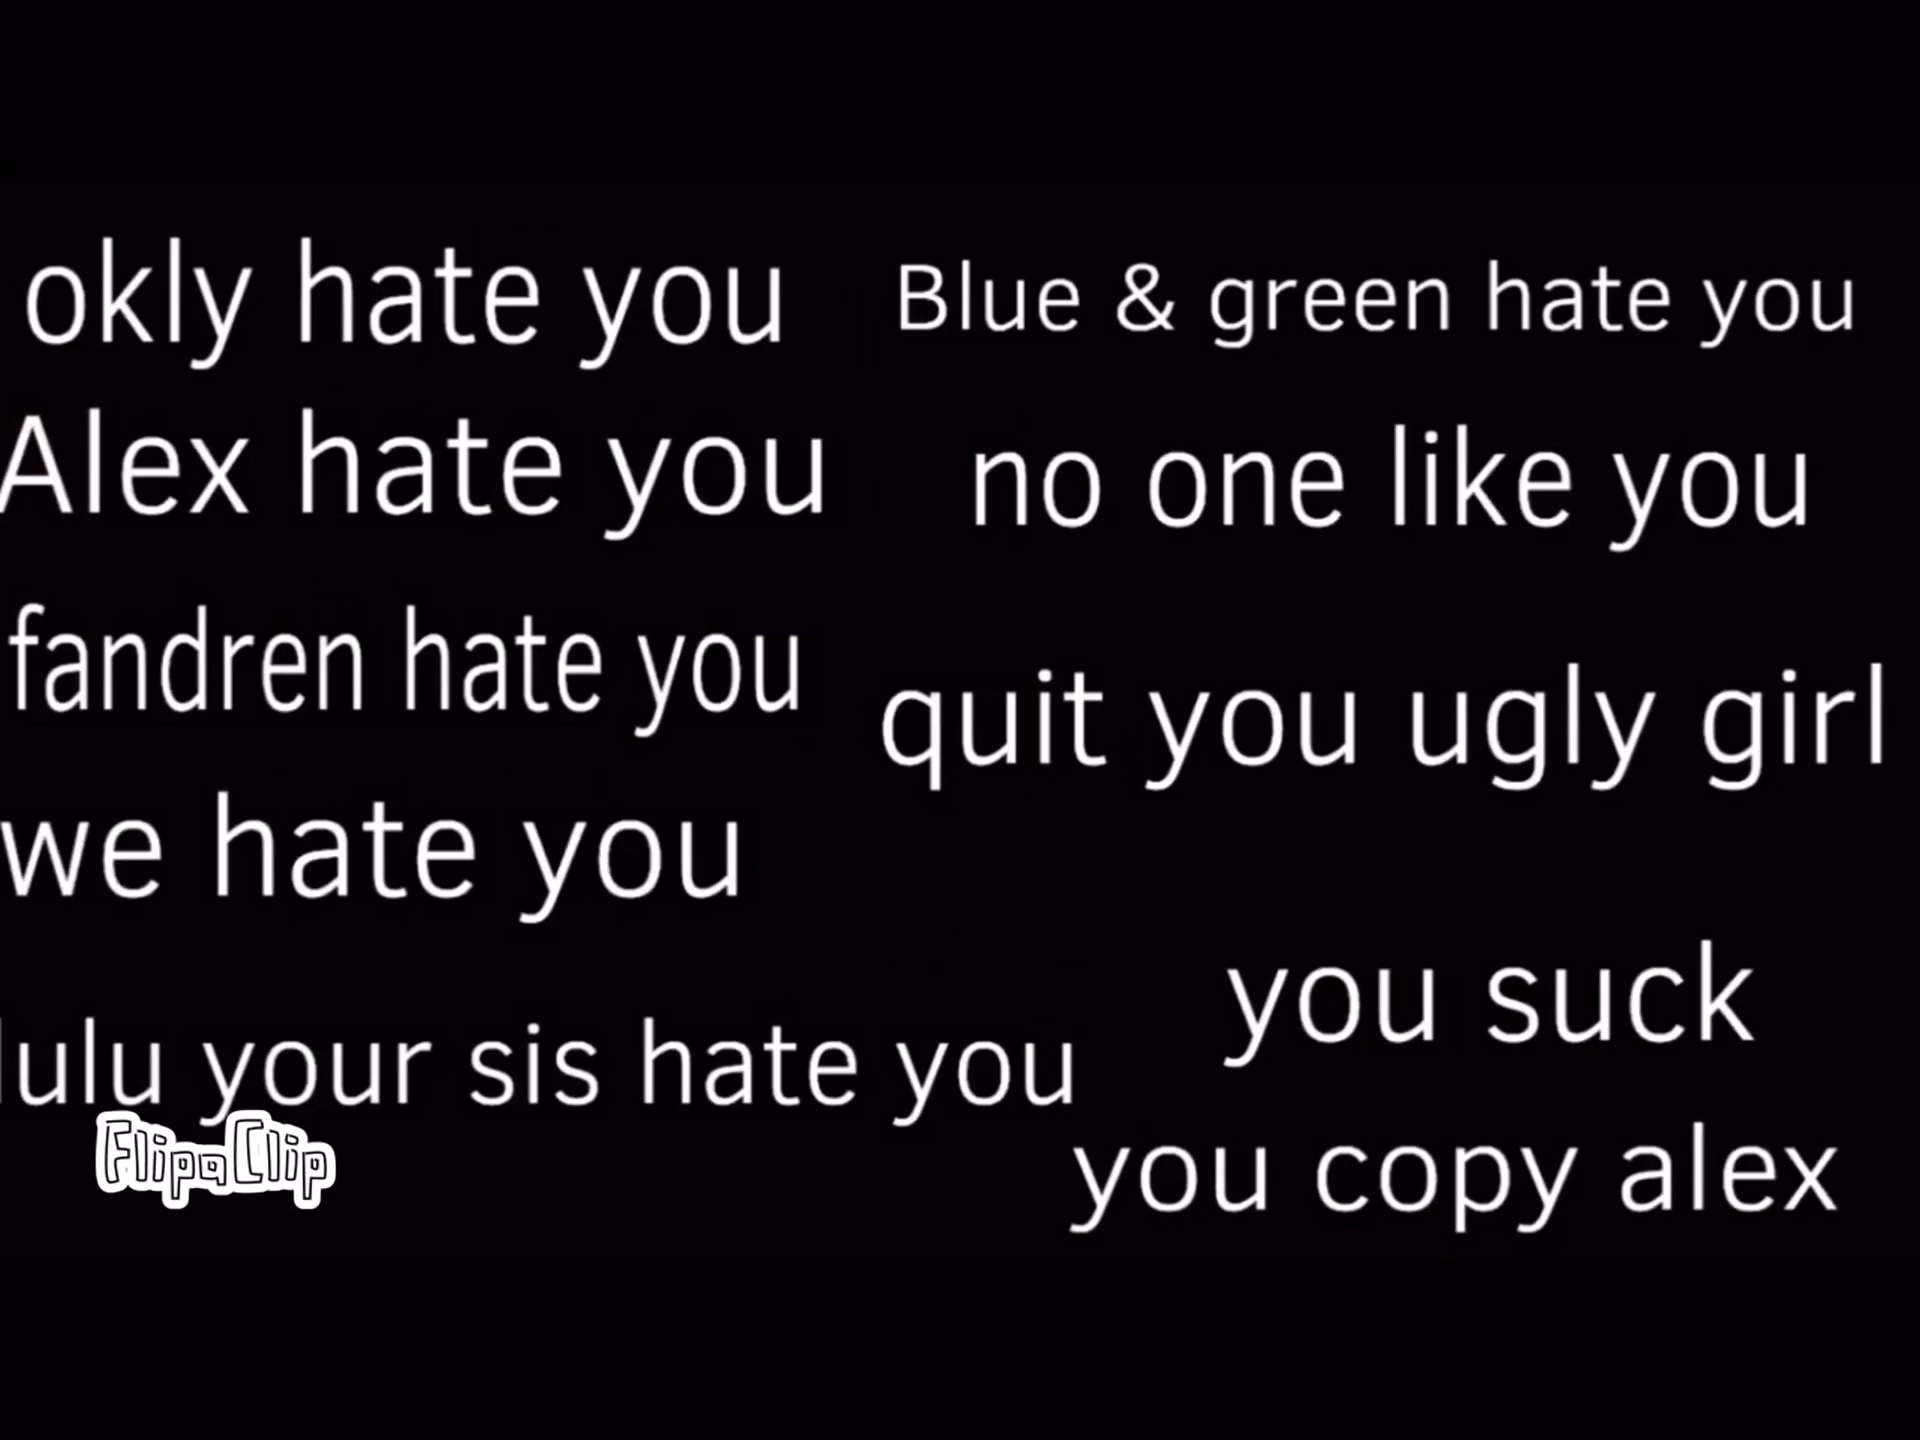 okly hate you
Alex hate you
fandren hate you
we hate you
lulu your sis hate you
Blue & green hate you
no one like you
quit you ugly girl
you suck
you copy alex
FlipaClip